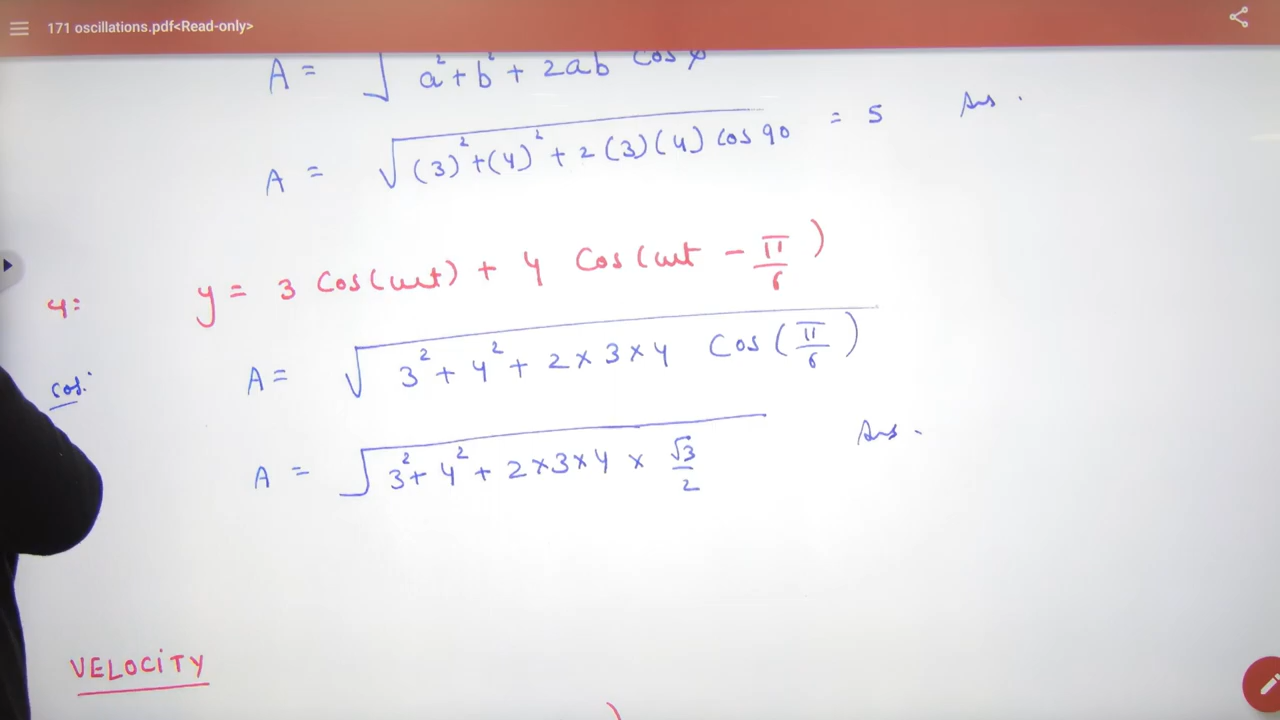 171 oscillations.pdf<Read-only>
A = √ a² + b² + 2ab cos φ
A = √(3)² + (4)² + 2(3)(4) cos 90 = 5 Ans.
4: y = 3 Cos(ωt) + 4 Cos(ωt - π/6)
A = √ 3² + 4² + 2 × 3 × 4 Cos(π/6)
Cos:
A = √ 3² + 4² + 2 × 3 × 4 × √3/2 Ans.
VELOCITY